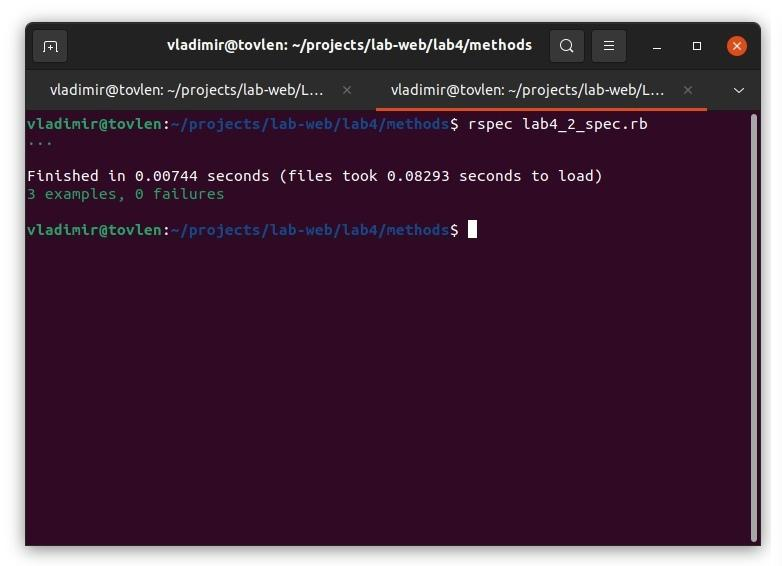 vladimir@tovlen: ~/projects/lab-web/lab4/methods
vladimir@tovlen: ~/projects/lab-web/L...
vladimir@tovlen: ~/projects/lab-web/L...
vladimir@tovlen:~/projects/lab-web/lab4/methods$ rspec lab4_2_spec.rb
...
Finished in 0.00744 seconds (files took 0.08293 seconds to load)
3 examples, 0 failures
vladimir@tovlen:~/projects/lab-web/lab4/methods$